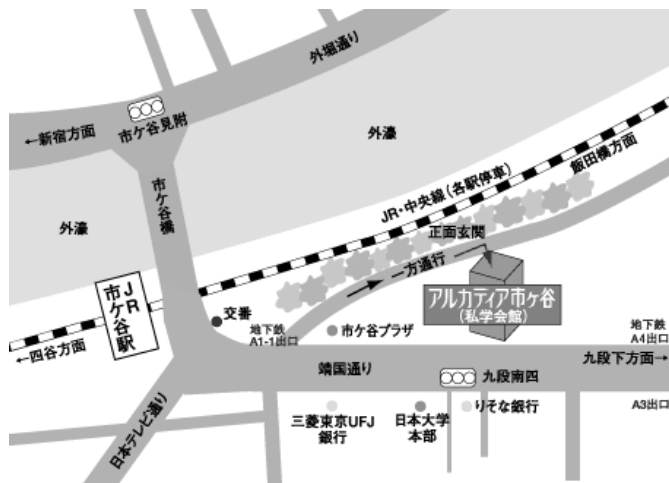 外堀通り
←新宿方面
市ケ谷見附
外濠
飯田橋方面
JR・中央線(各駅停車)
市ケ谷橋
外濠
正面玄関
一方通行
JR
市ケ谷駅
アルカディア市ヶ谷
(私学会館)
交番
地下鉄
A1-1出口
市ケ谷プラザ
地下鉄
A4出口
←四谷方面
靖国通り
九段南四
九段下方面→
日本テレビ通り
三菱東京UFJ
銀行
日本大学
本部
りそな銀行
A3出口